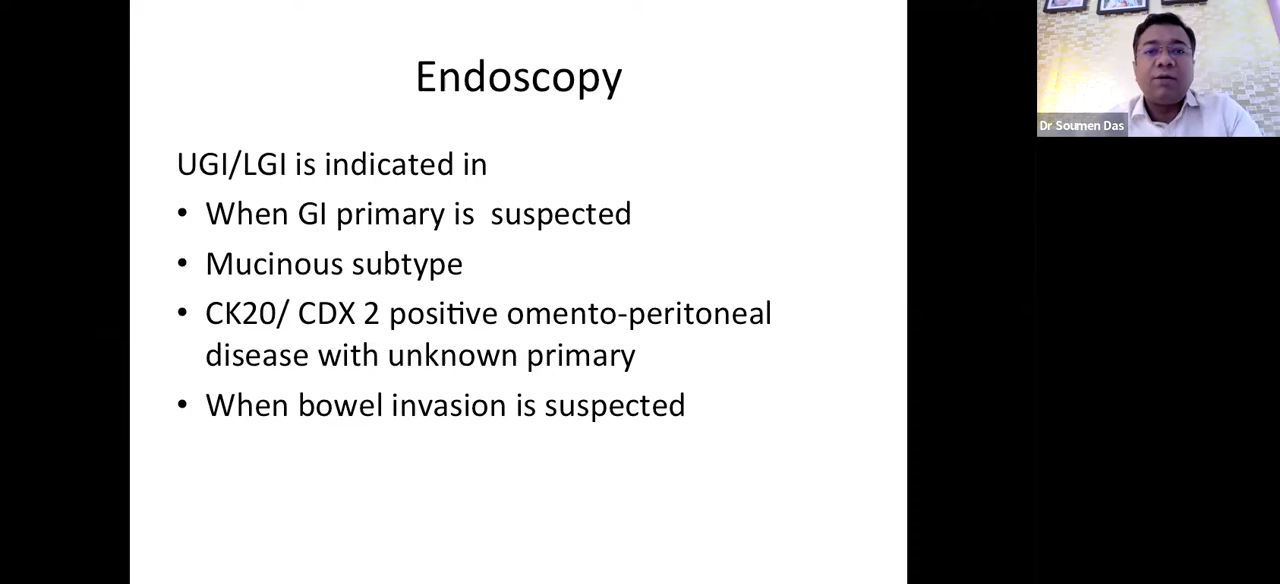 Endoscopy
UGI/LGI is indicated in
• When GI primary is  suspected
• Mucinous subtype
• CK20/ CDX 2 positive omento-peritoneal
disease with unknown primary
• When bowel invasion is suspected
Dr Soumen Das